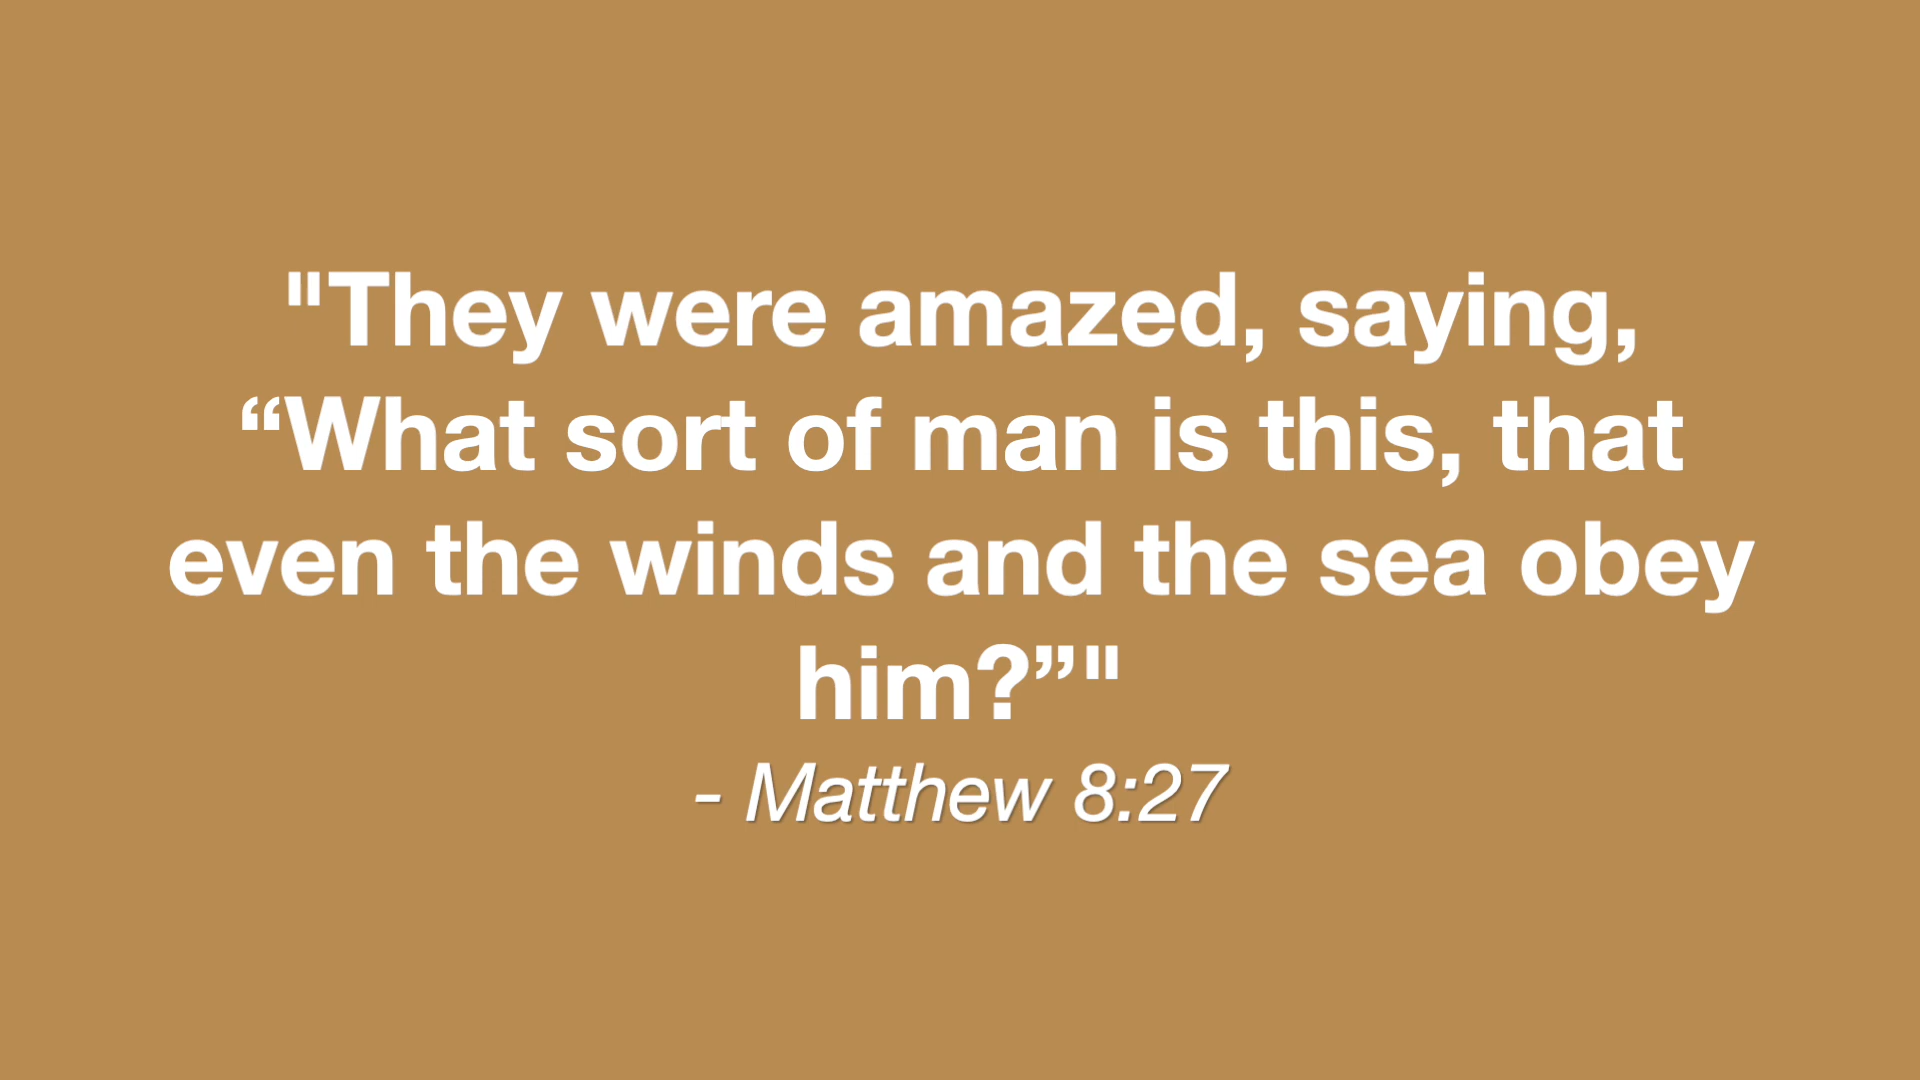 "They were amazed, saying,
“What sort of man is this, that
even the winds and the sea obey
him?”"
- Matthew 8:27